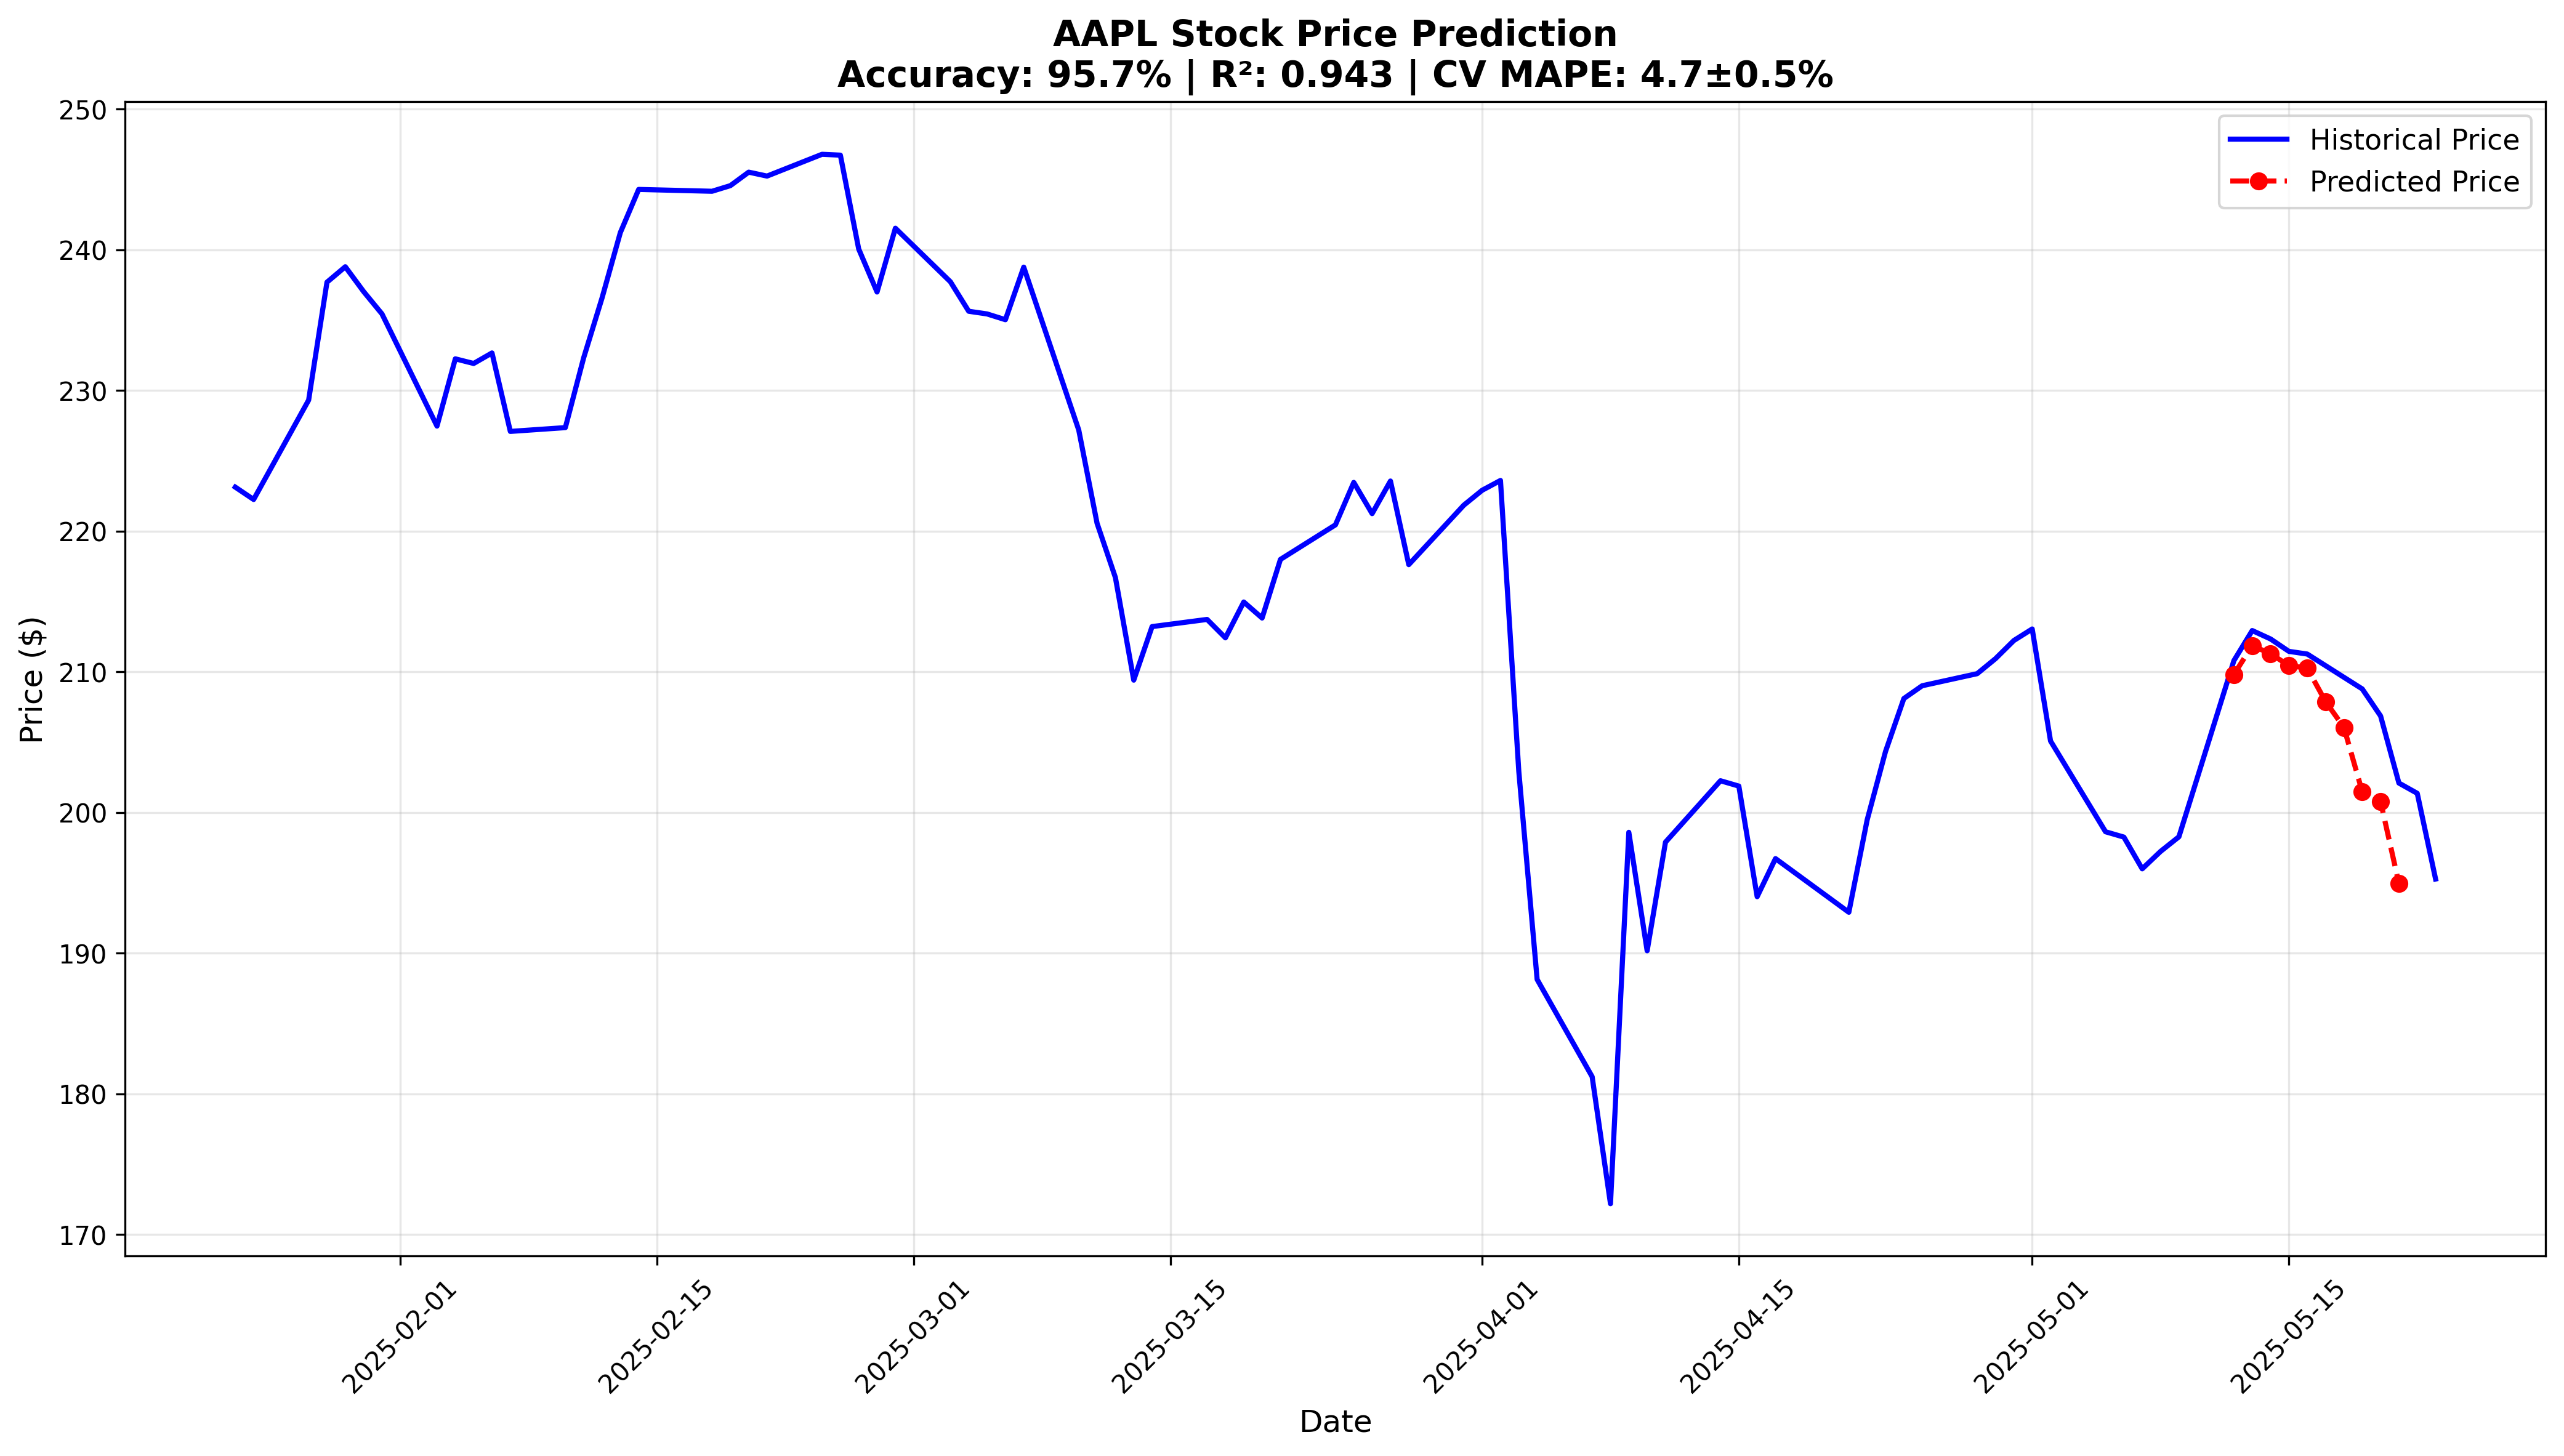 AAPL Stock Price Prediction
Accuracy: 95.7% | R²: 0.943 | CV MAPE: 4.7±0.5%
Historical Price
Predicted Price
Price ($)
250
240
230
220
210
200
190
180
170
2025-02-01
2025-02-15
2025-03-01
2025-03-15
2025-04-01
2025-04-15
2025-05-01
2025-05-15
Date